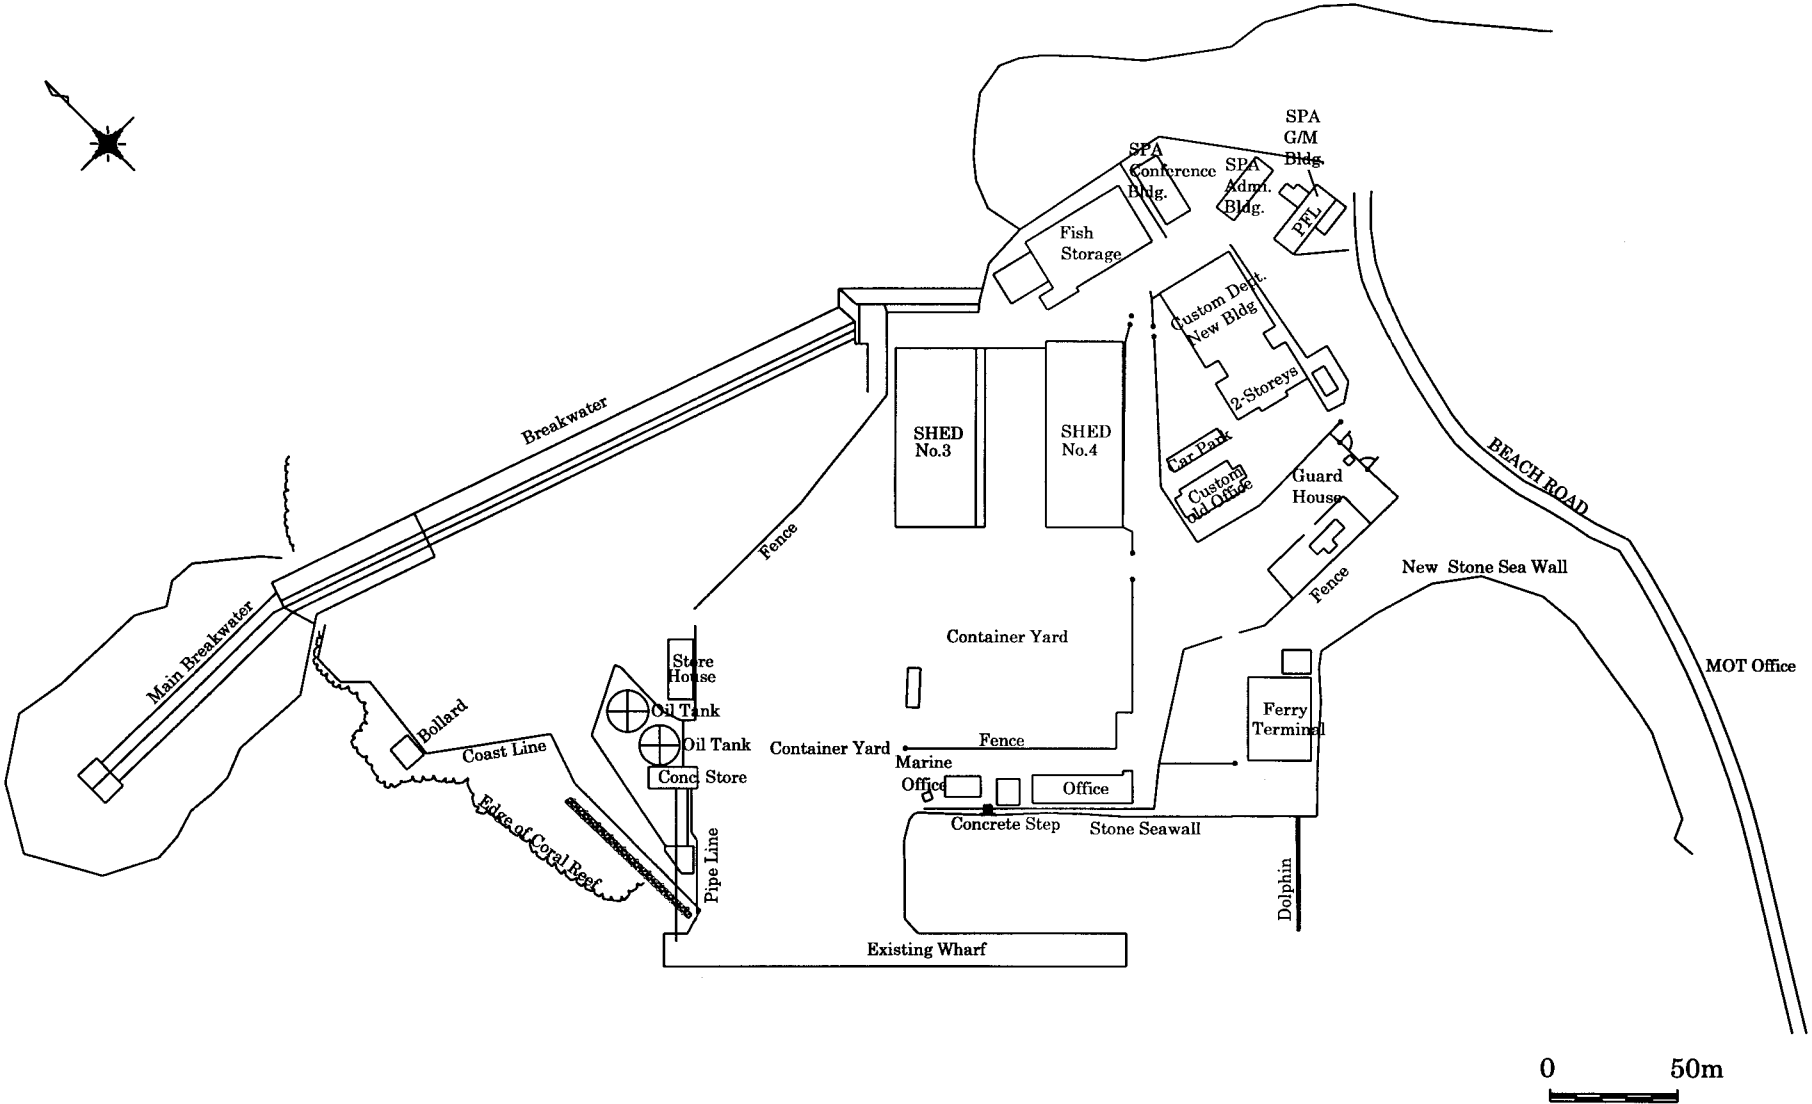 SPA
G/M
Bldg.
SPA
Conference
Bldg.
SPA
Admi.
Bldg.
PFL
Fish
Storage
Custom Dept.
New Bldg
2-Storeys
Breakwater
SHED
No.3
SHED
No.4
Car Park
Custom
old Office
Guard
House
BEACH ROAD
Fence
Fence
New Stone Sea Wall
Main Breakwater
Container Yard
Store
House
MOT Office
Bollard
Oil Tank
Ferry
Terminal
Coast Line
Oil Tank
Container Yard
Fence
Marine
Office
Conc. Store
Office
Edge of Coral Reef
Concrete Step
Stone Seawall
Pipe Line
Dolphin
Existing Wharf
0 50m